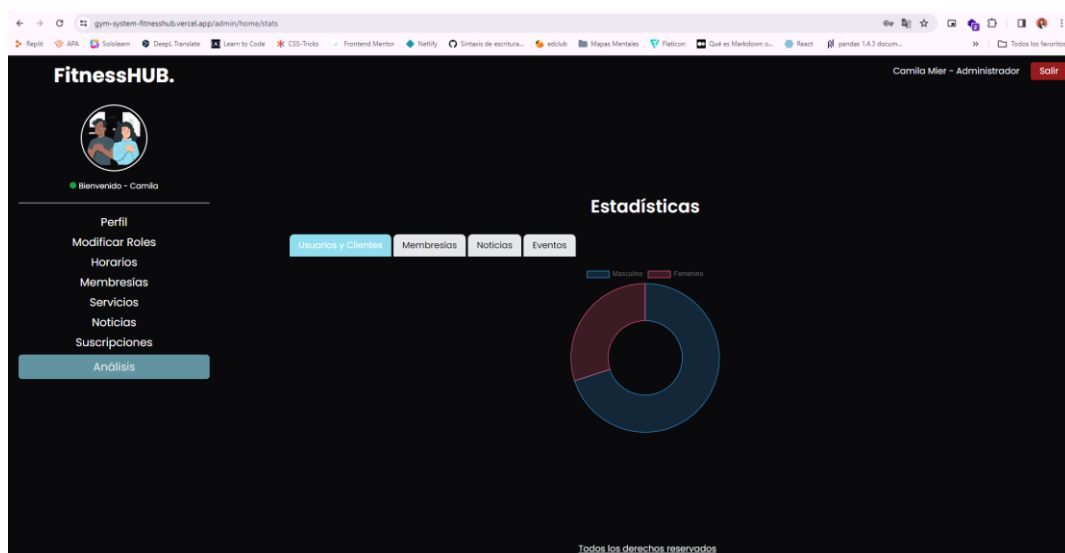 gym-system-fitnesshub.vercel.app/admin/home/stats
Replit APA Sololearn DeepL Translate Learn to Code CSS-Tricks Frontend Mentor Netlify Sintaxis de escritura... edclub Mapas Mentales Flaticon Qué es Markdown o... React pandas 1.4.3 docum... » Todos los favoritos
FitnessHUB.
Camila Mier - Administrador
Salir
Bienvenido - Camila
Perfil
Modificar Roles
Horarios
Membresías
Servicios
Noticias
Suscripciones
Análisis
Estadísticas
Usuarios y Clientes Membresias Noticias Eventos
Masculino Femenino
Todos los derechos reservados